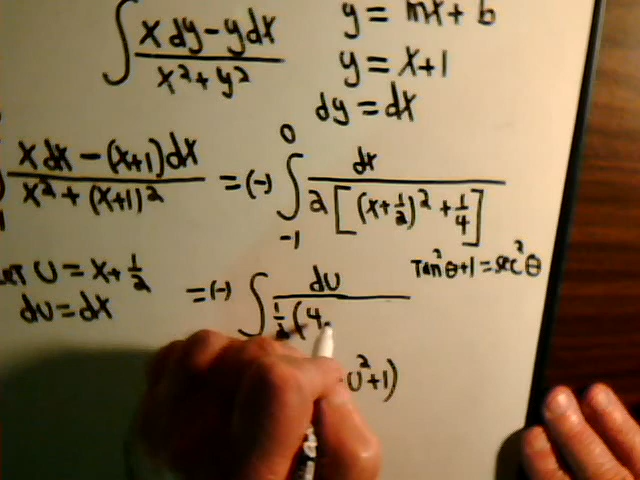 ∫ x dy − y dx / x² + y²
y = mx + b
y = x + 1
dy = dx
x dx − (x+1) dx / x² + (x+1)² = (−) ∫₋₁⁰ dx / 2[(x+½)² + ¼]
Tan²θ + 1 = sec²θ
U = x + ½
dU = dx
= (−) ∫ dU / ½(4
U² + 1)